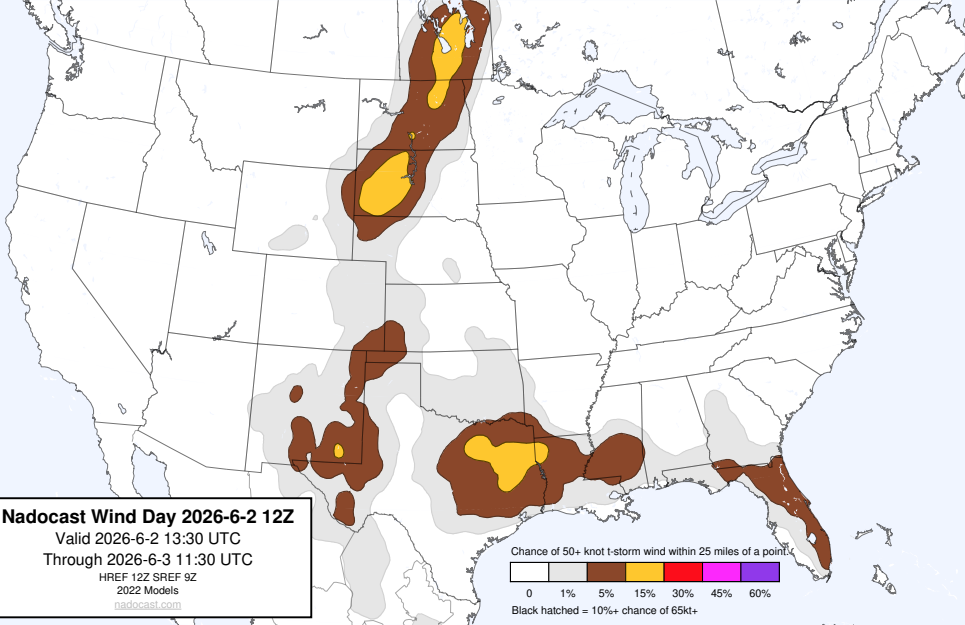 Nadocast Wind Day 2026-6-2 12Z
Valid 2026-6-2 13:30 UTC
Through 2026-6-3 11:30 UTC
HREF 12Z SREF 9Z
2022 Models
nadocast.com
Chance of 50+ knot t-storm wind within 25 miles of a point.
0 1% 5% 15% 30% 45% 60%
Black hatched = 10%+ chance of 65kt+